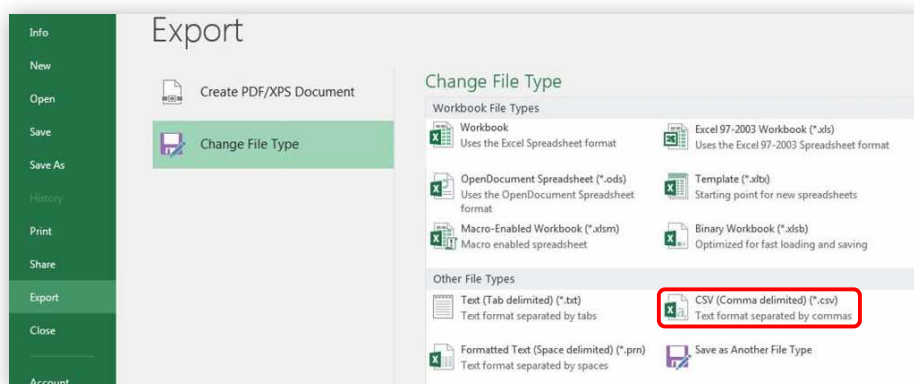 Info
New
Open
Save
Save As
History
Print
Share
Export
Close
Account
Export
Create PDF/XPS Document
Change File Type
Change File Type
Workbook File Types
Workbook
Uses the Excel Spreadsheet format
Excel 97-2003 Workbook (*.xls)
Uses the Excel 97-2003 Spreadsheet format
OpenDocument Spreadsheet (*.ods)
Uses the OpenDocument Spreadsheet
format
Template (*.xltx)
Starting point for new spreadsheets
Macro-Enabled Workbook (*.xlsm)
Macro enabled spreadsheet
Binary Workbook (*.xlsb)
Optimized for fast loading and saving
Other File Types
Text (Tab delimited) (*.txt)
Text format separated by tabs
CSV (Comma delimited) (*.csv)
Text format separated by commas
Formatted Text (Space delimited) (*.prn)
Text format separated by spaces
Save as Another File Type